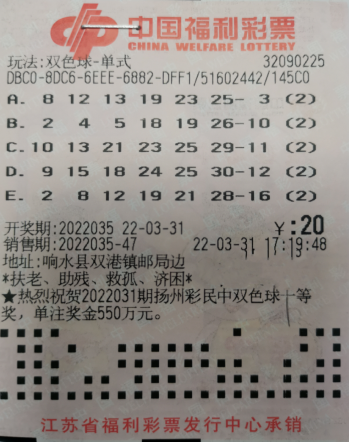 中国福利彩票
CHINA WELFARE LOTTERY
玩法:双色球-单式 32090225
DBC0-8DC6-6EEE-6882-DFF1/51602442/145C0
A. 8 12 13 19 23 25- 3 (2)
B. 2 4 5 18 19 26-10 (2)
C. 10 13 21 23 25 29-11 (2)
D. 9 15 18 24 25 30-12 (2)
E. 2 8 12 19 21 28-16 (2)
开奖期:2022035 22-03-31 ¥:20
销售期:2022035-47 22-03-31 17:19:48
地址:响水县双港镇邮局边
*扶老、助残、救孤、济困*
★热烈祝贺2022031期扬州彩民中双色球一等
奖,单注奖金550万元。
江苏省福利彩票发行中心承销